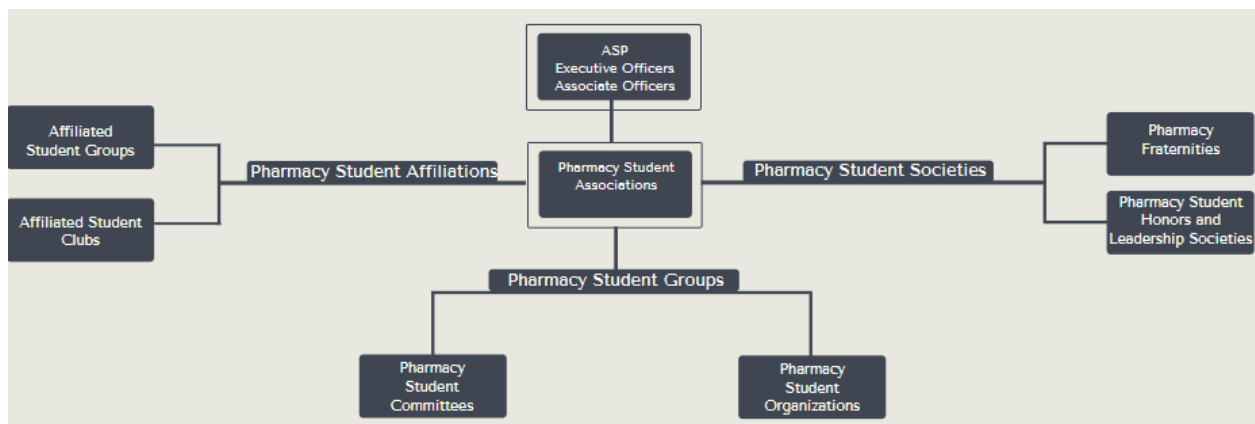 ASP
Executive Officers
Associate Officers
Affiliated
Student Groups
Affiliated Student
Clubs
Pharmacy Student Affiliations
Pharmacy Student
Associations
Pharmacy Student Societies
Pharmacy
Fraternities
Pharmacy Student
Honors and
Leadership Societies
Pharmacy Student Groups
Pharmacy
Student
Committees
Pharmacy
Student
Organizations